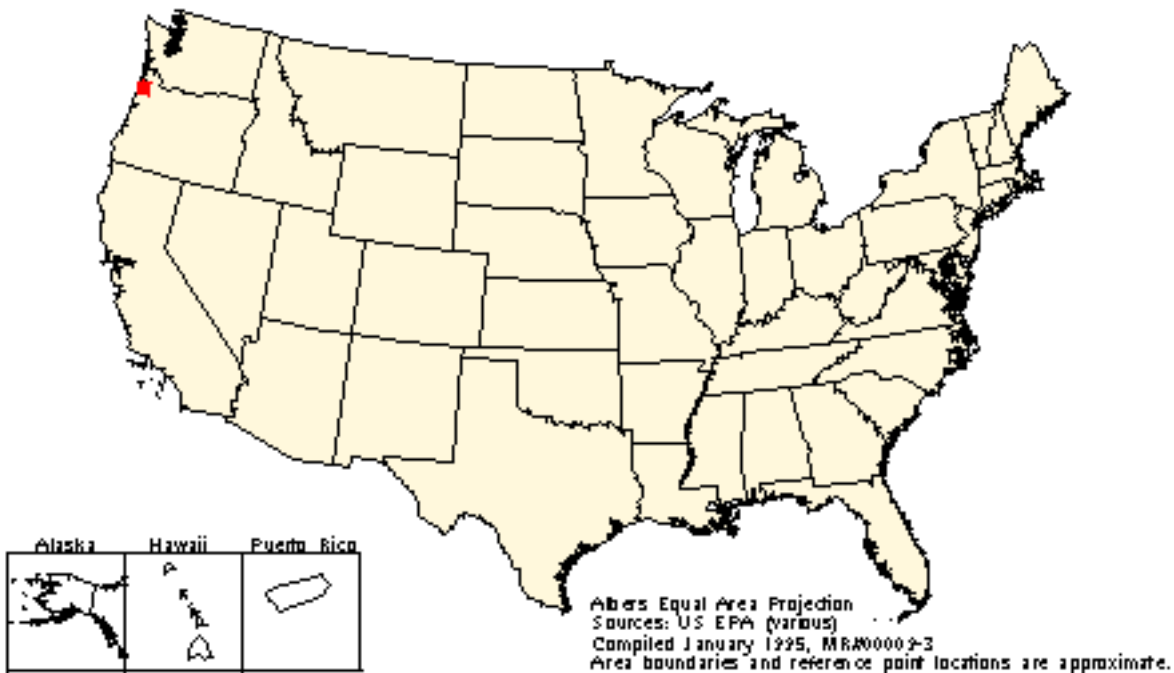 Alaska Hawaii Puerto Rico
Albers Equal Area Projection
Sources: US EPA (various)
Compiled January 1995, MR#00009-3
Area boundaries and reference point locations are approximate.